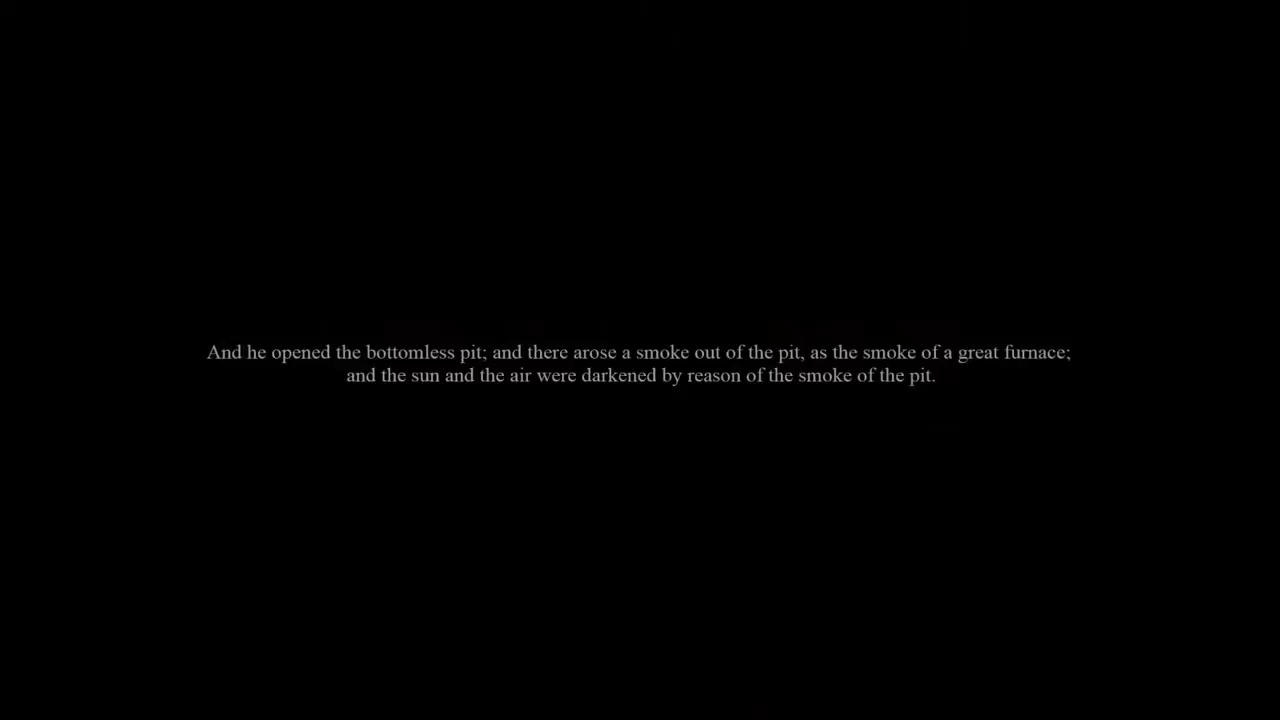 And he opened the bottomless pit; and there arose a smoke out of the pit, as the smoke of a great furnace;
and the sun and the air were darkened by reason of the smoke of the pit.